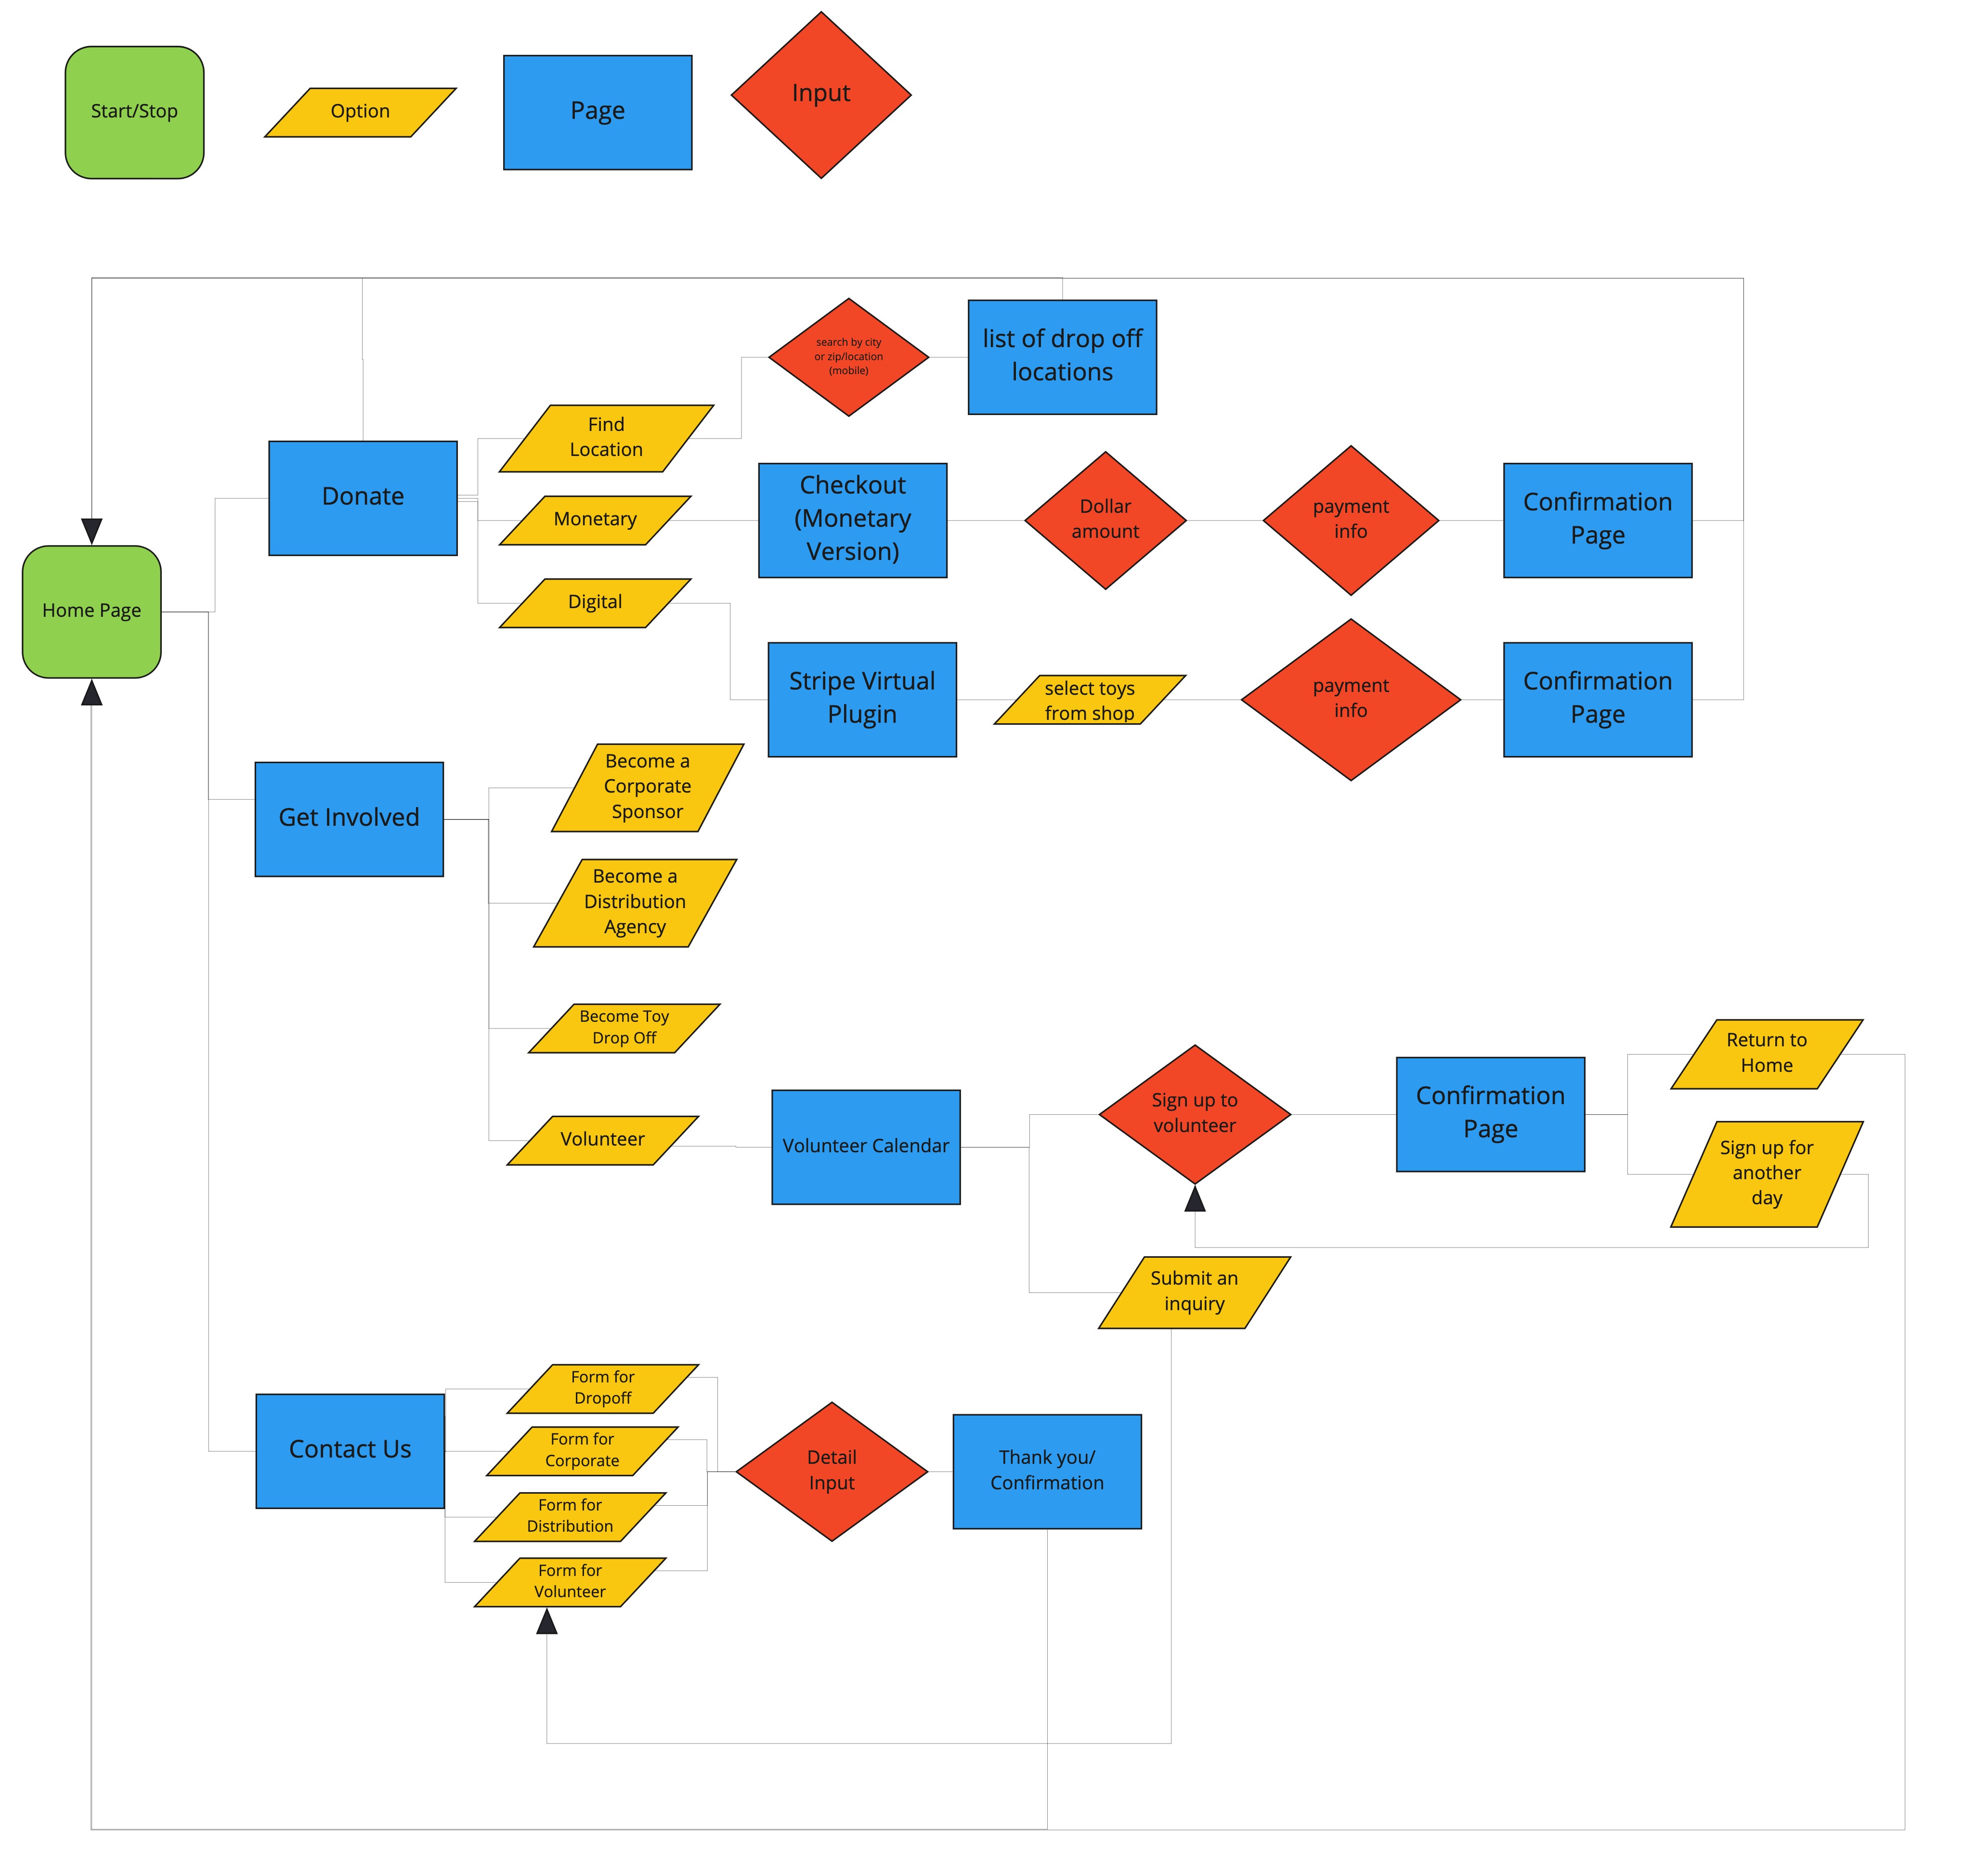 Start/Stop
Option
Page
Input
search by city
or zip/location
(mobile)
list of drop off
locations
Find
Location
Donate
Monetary
Checkout
(Monetary
Version)
Dollar
amount
payment
info
Confirmation
Page
Home Page
Digital
Stripe Virtual
Plugin
select toys
from shop
payment
info
Confirmation
Page
Get Involved
Become a
Corporate
Sponsor
Become a
Distribution
Agency
Become Toy
Drop Off
Volunteer
Volunteer Calendar
Sign up to
volunteer
Confirmation
Page
Return to
Home
Sign up for
another
day
Submit an
inquiry
Contact Us
Form for
Dropoff
Form for
Corporate
Form for
Distribution
Form for
Volunteer
Detail
Input
Thank you/
Confirmation